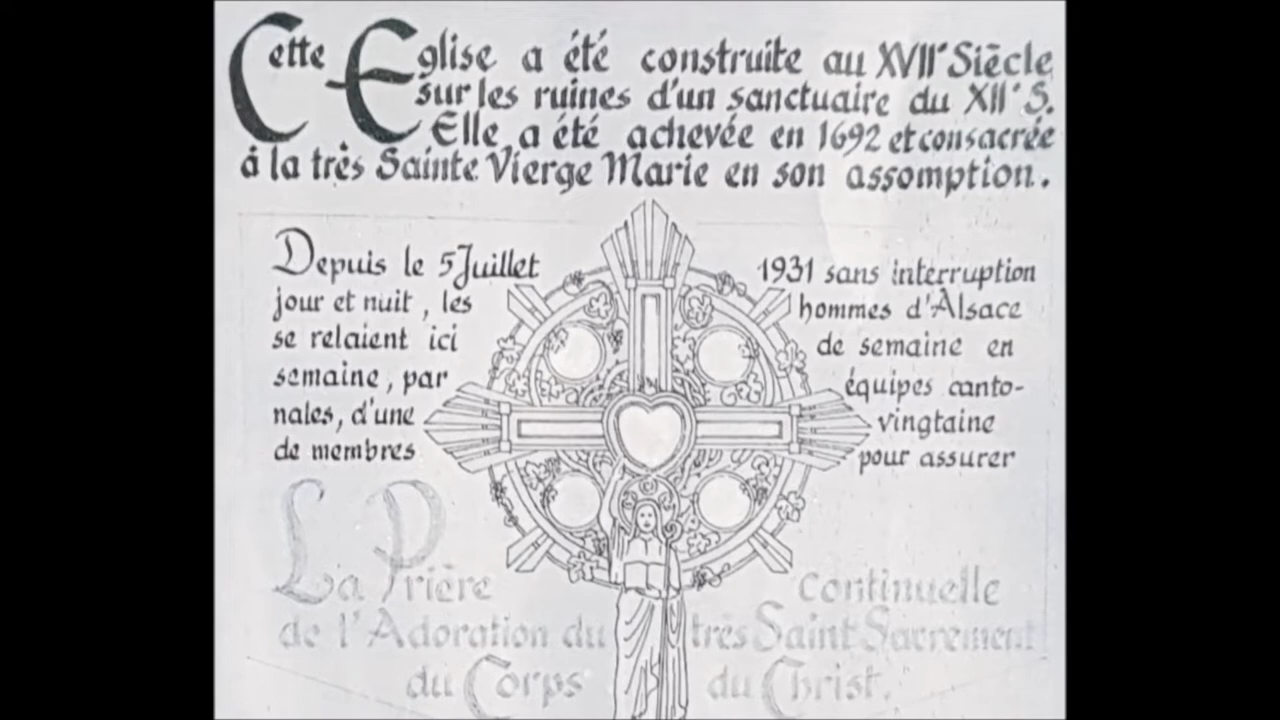 Cette Eglise a été construite au XVII° Siècle
sur les ruines d'un sanctuaire du XII° S.
Elle a été achevée en 1692 et consacrée
à la très Sainte Vierge Marie en son assomption.
Depuis le 5 Juillet 1931 sans interruption
jour et nuit, les hommes d'Alsace
se relaient ici de semaine en
semaine, par équipes canto-
nales, d'une vingtaine
de membres pour assurer
La Prière Continuelle
de l'Adoration du très Saint Sacrement
du Corps du Christ.